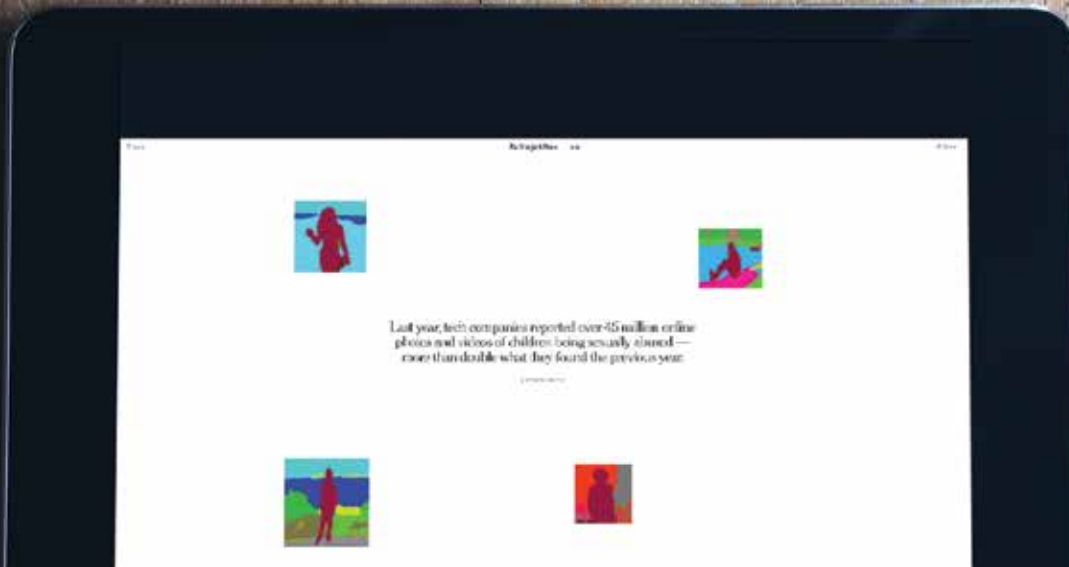 Last year, tech companies reported over 45 million online
photos and videos of children being sexually abused —
more than double what they found the previous year.